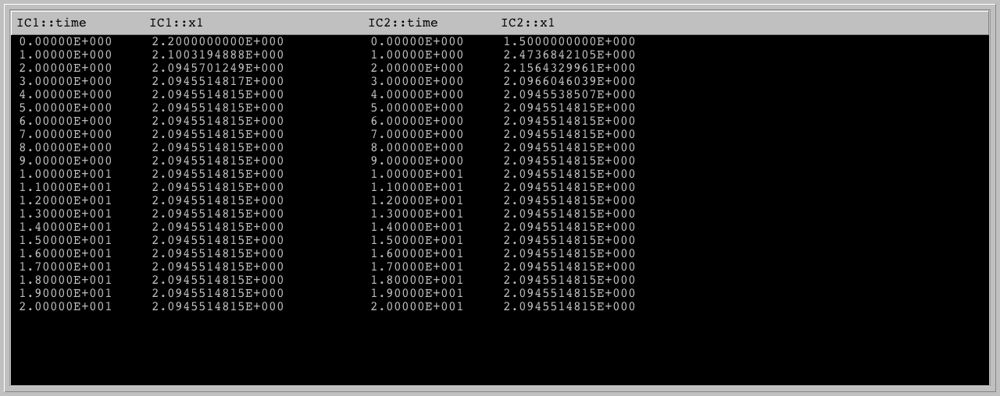 IC1::time IC1::x1 IC2::time IC2::x1
0.00000E+000 2.2000000000E+000 0.00000E+000 1.5000000000E+000
1.00000E+000 2.1003194888E+000 1.00000E+000 2.4736842105E+000
2.00000E+000 2.0945701249E+000 2.00000E+000 2.1564329961E+000
3.00000E+000 2.0945514817E+000 3.00000E+000 2.0966046039E+000
4.00000E+000 2.0945514815E+000 4.00000E+000 2.0945538507E+000
5.00000E+000 2.0945514815E+000 5.00000E+000 2.0945514815E+000
6.00000E+000 2.0945514815E+000 6.00000E+000 2.0945514815E+000
7.00000E+000 2.0945514815E+000 7.00000E+000 2.0945514815E+000
8.00000E+000 2.0945514815E+000 8.00000E+000 2.0945514815E+000
9.00000E+000 2.0945514815E+000 9.00000E+000 2.0945514815E+000
1.00000E+001 2.0945514815E+000 1.00000E+001 2.0945514815E+000
1.10000E+001 2.0945514815E+000 1.10000E+001 2.0945514815E+000
1.20000E+001 2.0945514815E+000 1.20000E+001 2.0945514815E+000
1.30000E+001 2.0945514815E+000 1.30000E+001 2.0945514815E+000
1.40000E+001 2.0945514815E+000 1.40000E+001 2.0945514815E+000
1.50000E+001 2.0945514815E+000 1.50000E+001 2.0945514815E+000
1.60000E+001 2.0945514815E+000 1.60000E+001 2.0945514815E+000
1.70000E+001 2.0945514815E+000 1.70000E+001 2.0945514815E+000
1.80000E+001 2.0945514815E+000 1.80000E+001 2.0945514815E+000
1.90000E+001 2.0945514815E+000 1.90000E+001 2.0945514815E+000
2.00000E+001 2.0945514815E+000 2.00000E+001 2.0945514815E+000